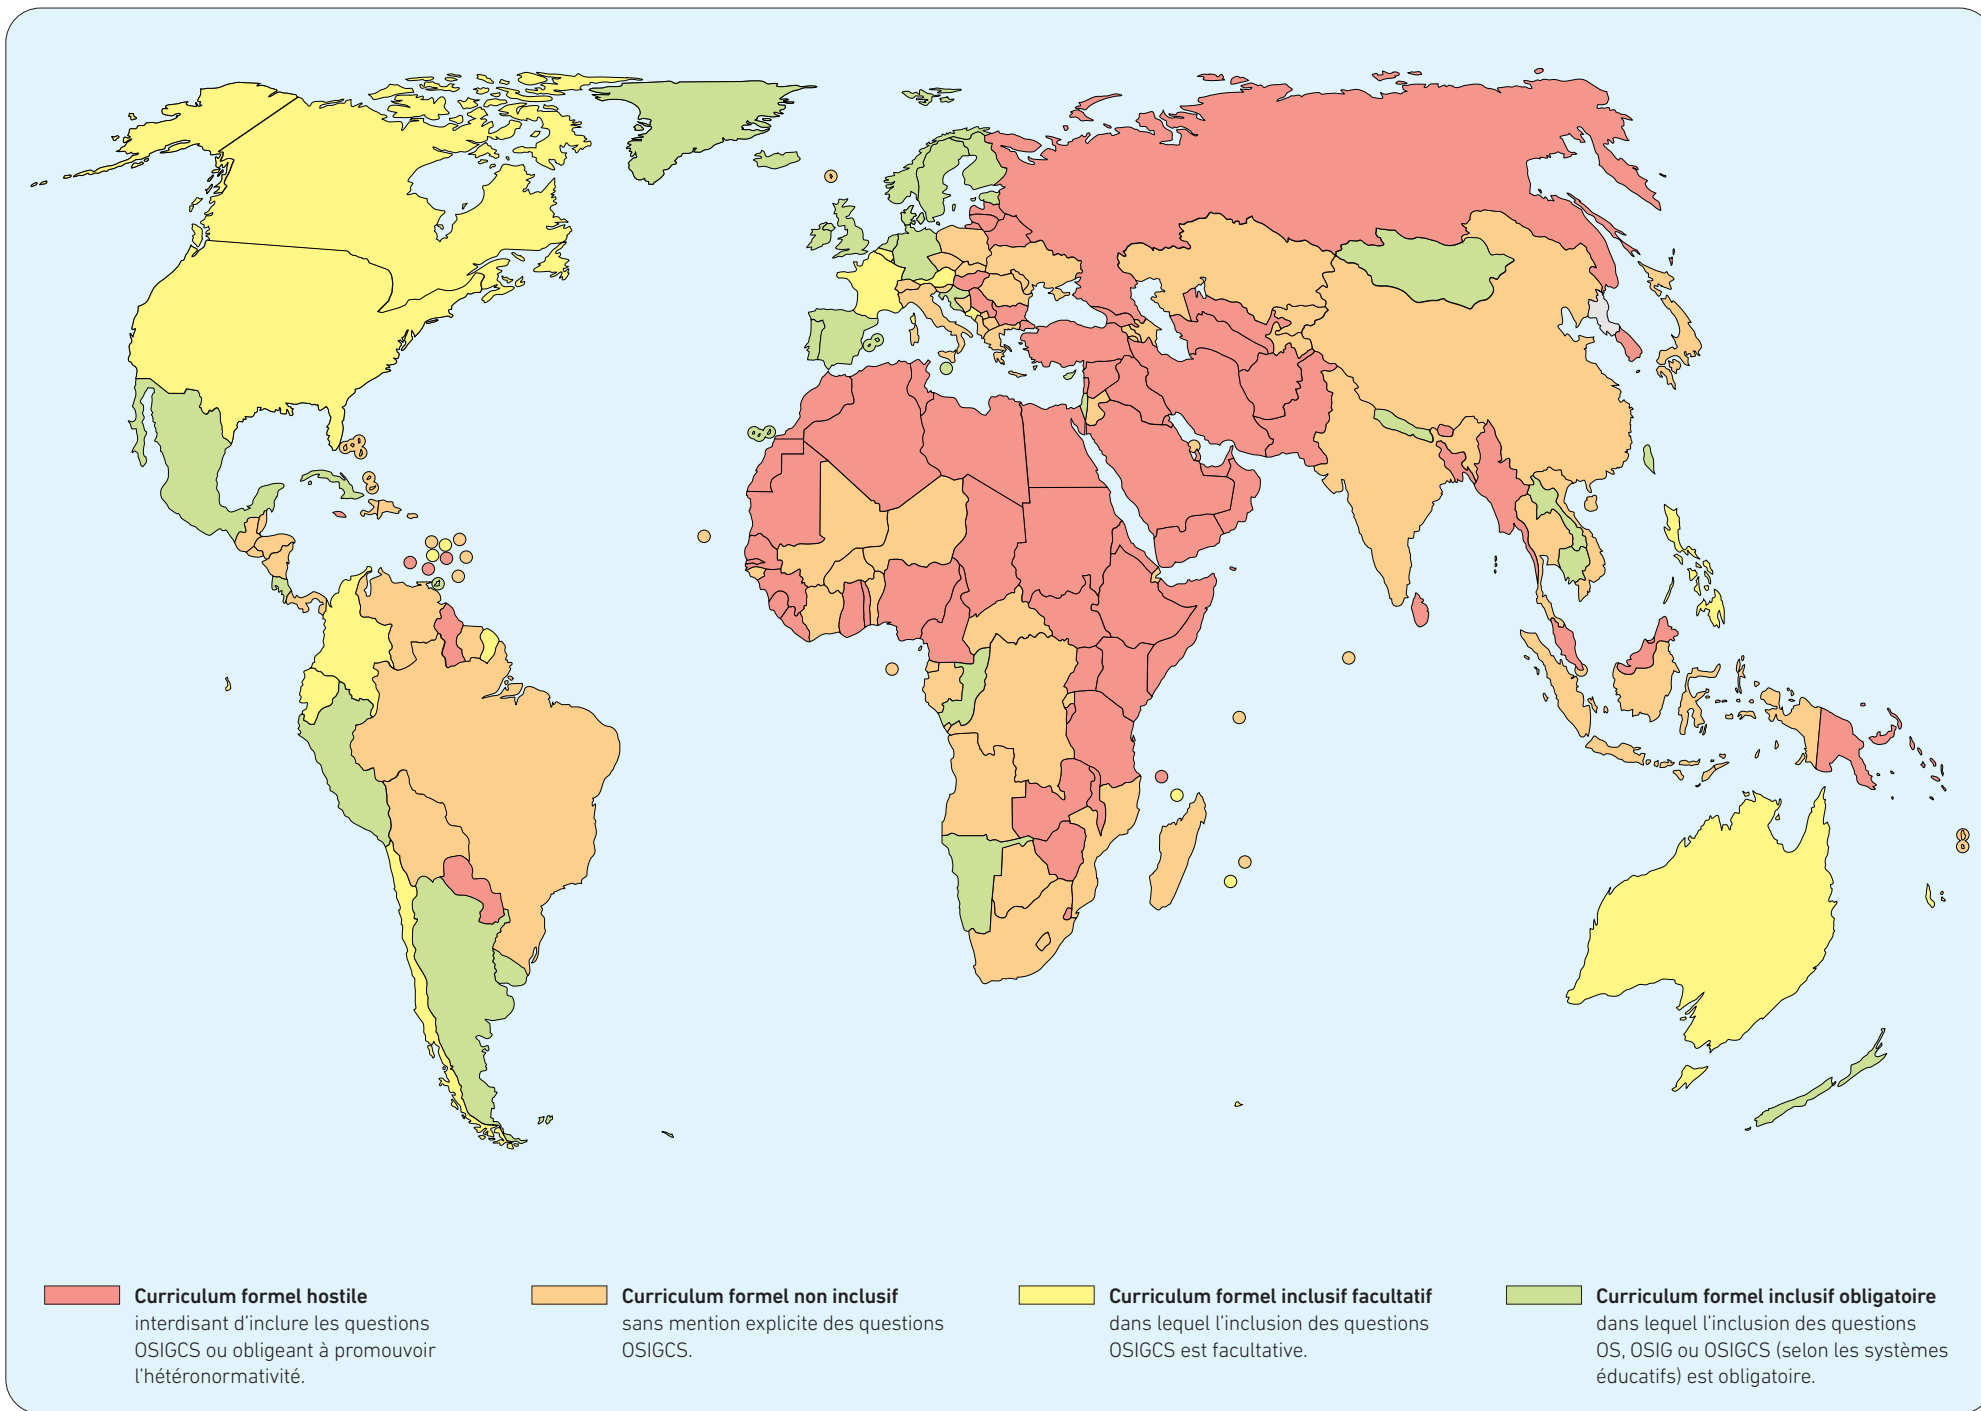 Curriculum formel hostile
interdisant d'inclure les questions
OSIGCS ou obligeant à promouvoir
l'hétéronormativité.
Curriculum formel non inclusif
sans mention explicite des questions
OSIGCS.
Curriculum formel inclusif facultatif
dans lequel l'inclusion des questions
OSIGCS est facultative.
Curriculum formel inclusif obligatoire
dans lequel l'inclusion des questions
OS, OSIG ou OSIGCS (selon les systèmes
éducatifs) est obligatoire.